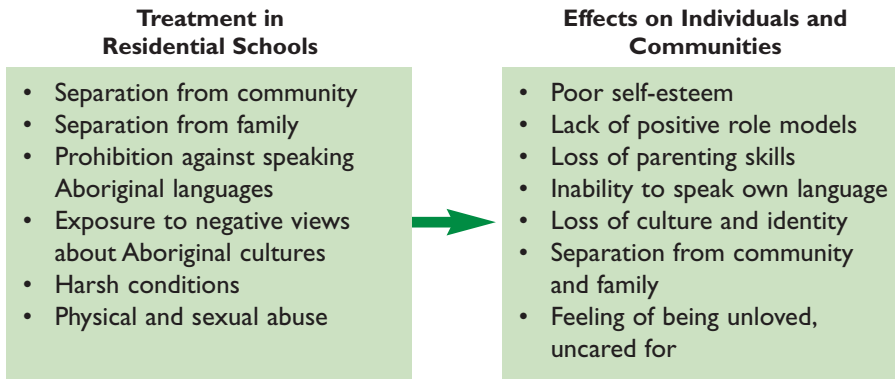 Treatment in
Residential Schools
• Separation from community
• Separation from family
• Prohibition against speaking
Aboriginal languages
• Exposure to negative views
about Aboriginal cultures
• Harsh conditions
• Physical and sexual abuse
Effects on Individuals and
Communities
• Poor self-esteem
• Lack of positive role models
• Loss of parenting skills
• Inability to speak own language
• Loss of culture and identity
• Separation from community
and family
• Feeling of being unloved,
uncared for